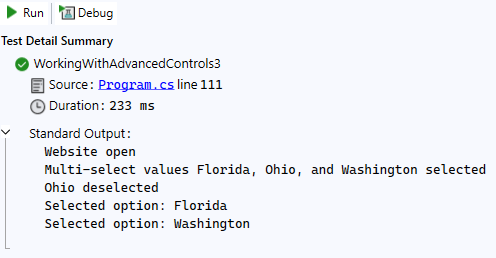 Run Debug
Test Detail Summary
WorkingWithAdvancedControls3
Source: Program.cs line 111
Duration: 233 ms
Standard Output:
Website open
Multi-select values Florida, Ohio, and Washington selected
Ohio deselected
Selected option: Florida
Selected option: Washington